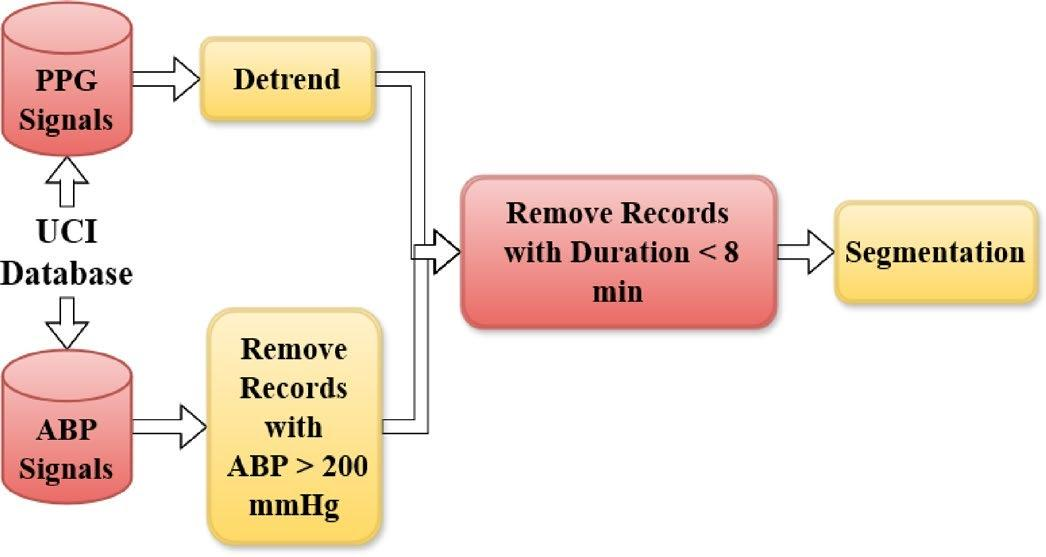 PPG
Signals
Detrend
UCI
Database
Remove Records
with Duration < 8
min
Segmentation
ABP
Signals
Remove
Records
with
ABP > 200
mmHg